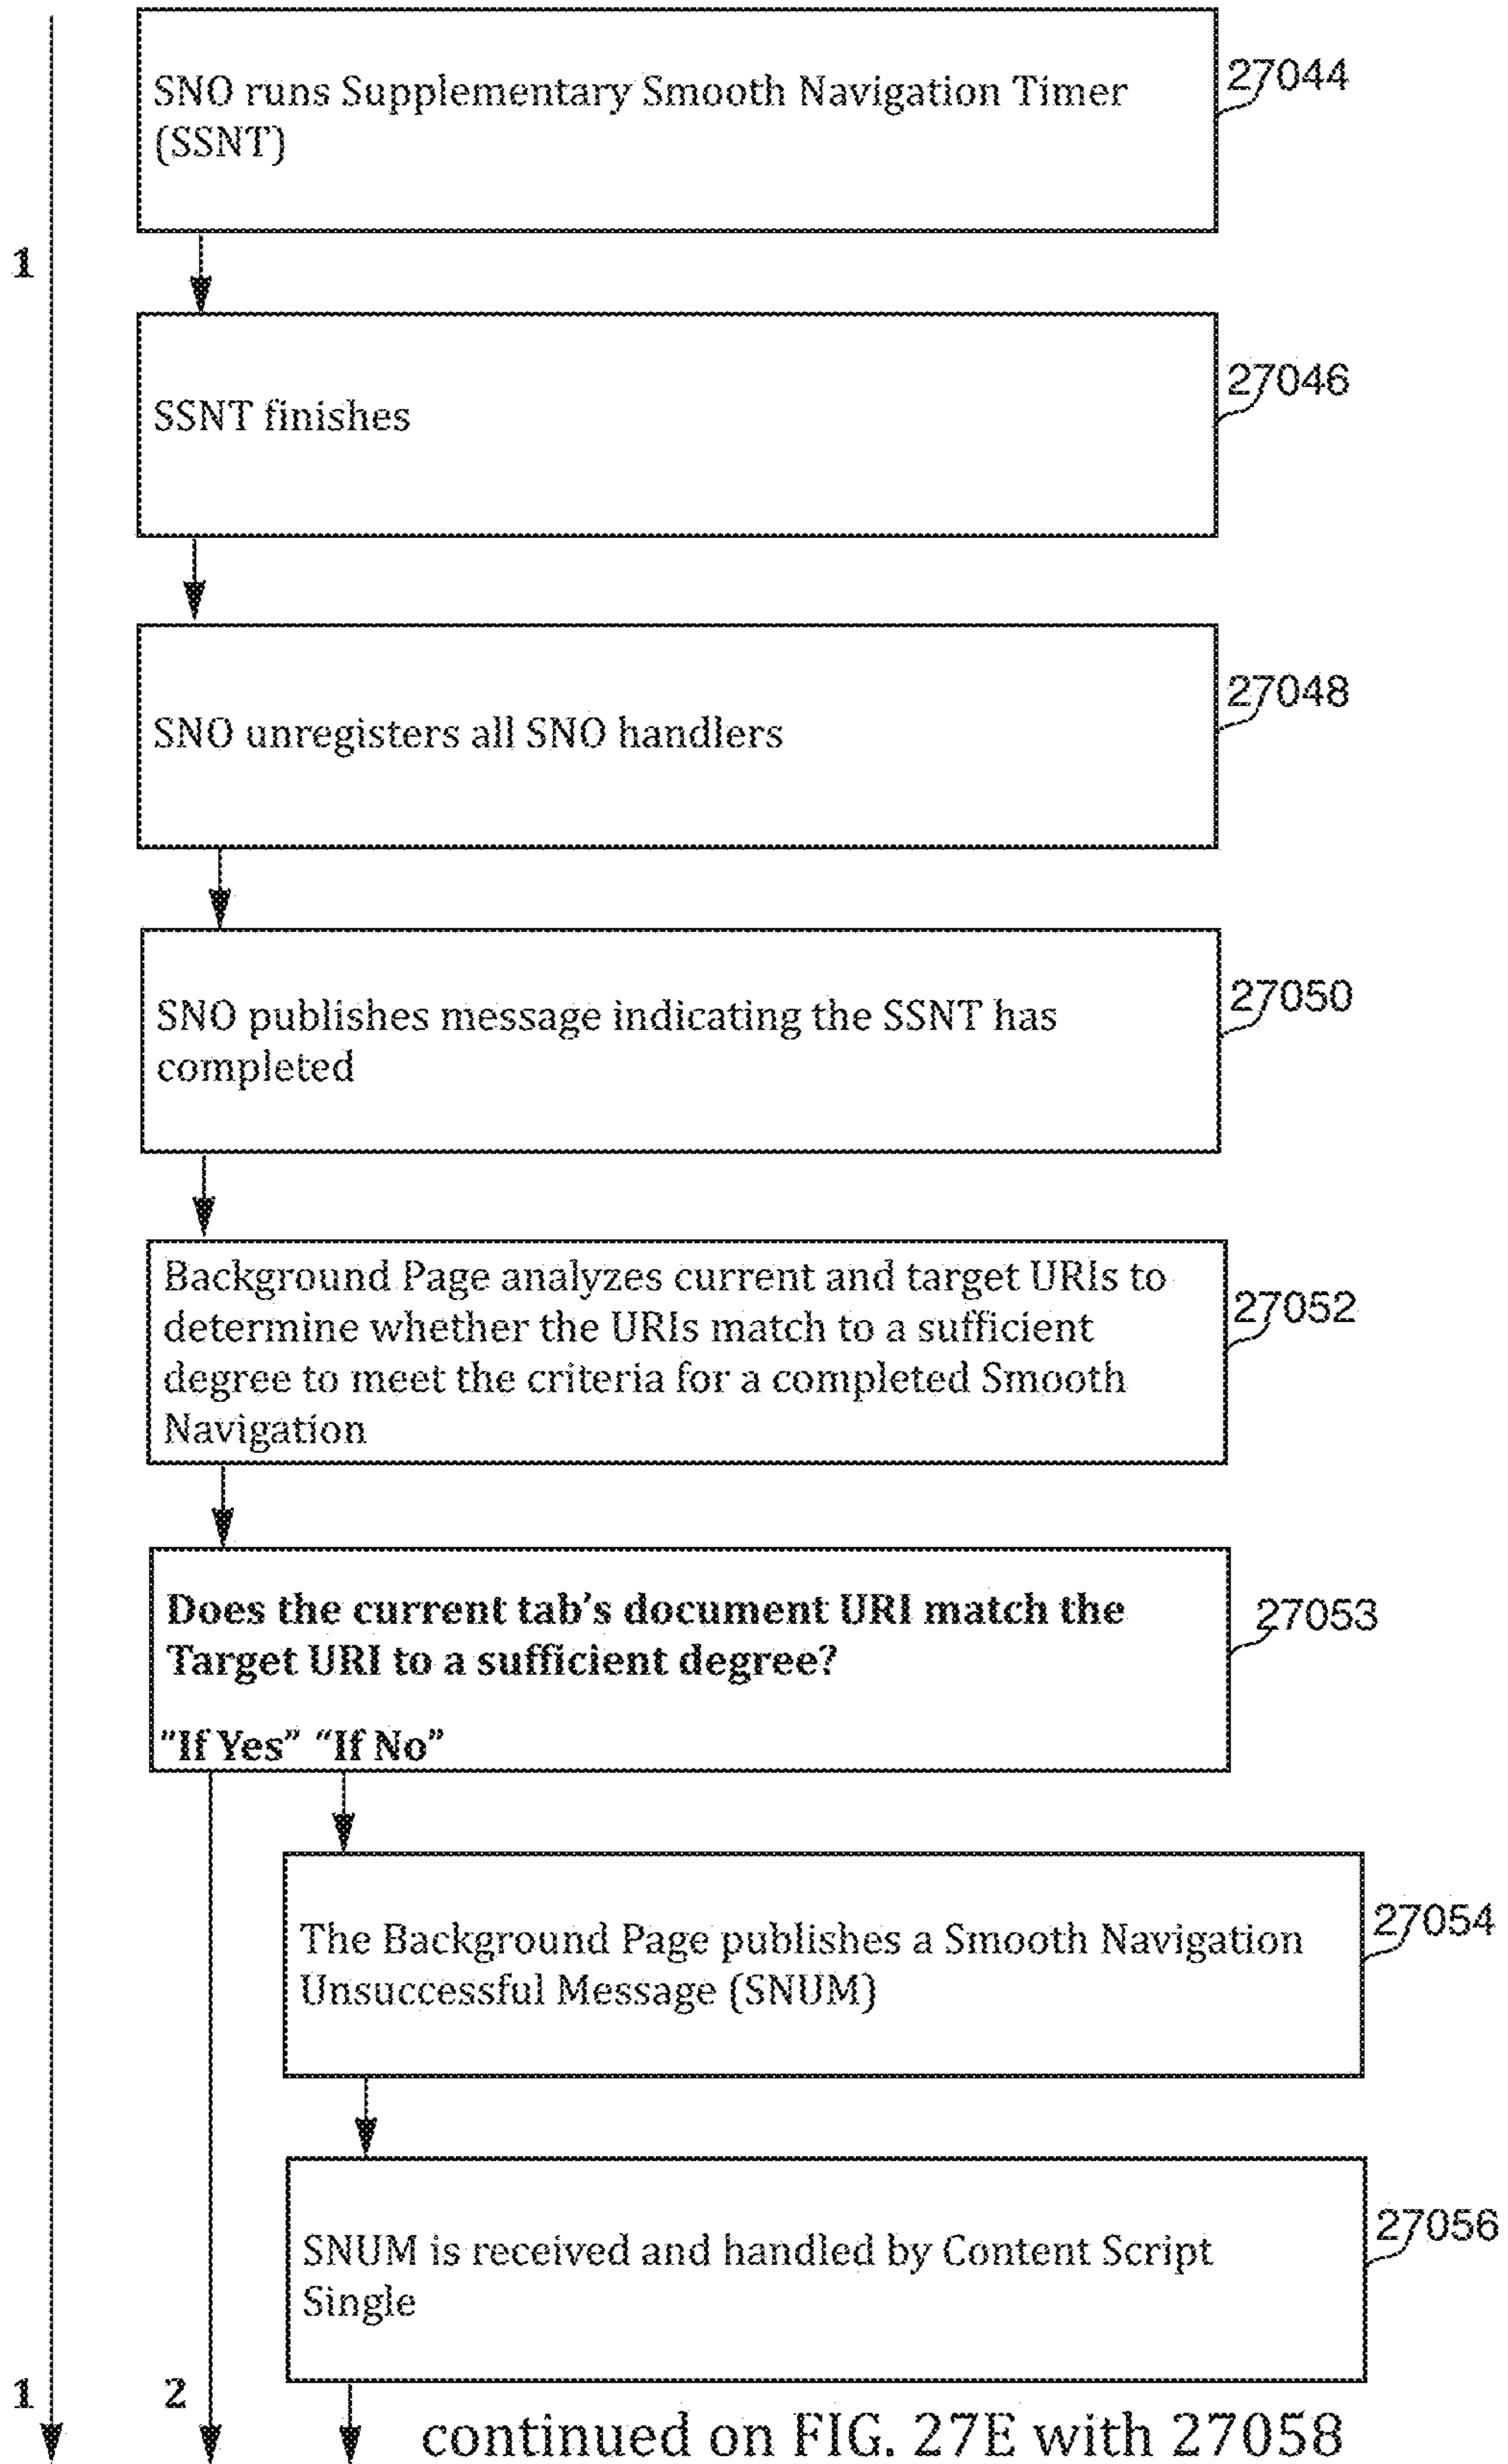 SNO runs Supplementary Smooth Navigation Timer
(SSNT)
27044
1
SSNT finishes
27046
SNO unregisters all SNO handlers
27048
SNO publishes message indicating the SSNT has
completed
27050
Background Page analyzes current and target URIs to
determine whether the URIs match to a sufficient
degree to meet the criteria for a completed Smooth
Navigation
27052
Does the current tab's document URI match the
Target URI to a sufficient degree?
"If Yes" "If No"
27053
The Background Page publishes a Smooth Navigation
Unsuccessful Message (SNUM)
27054
SNUM is received and handled by Content Script
Single
27056
1
2
continued on FIG. 27E with 27058